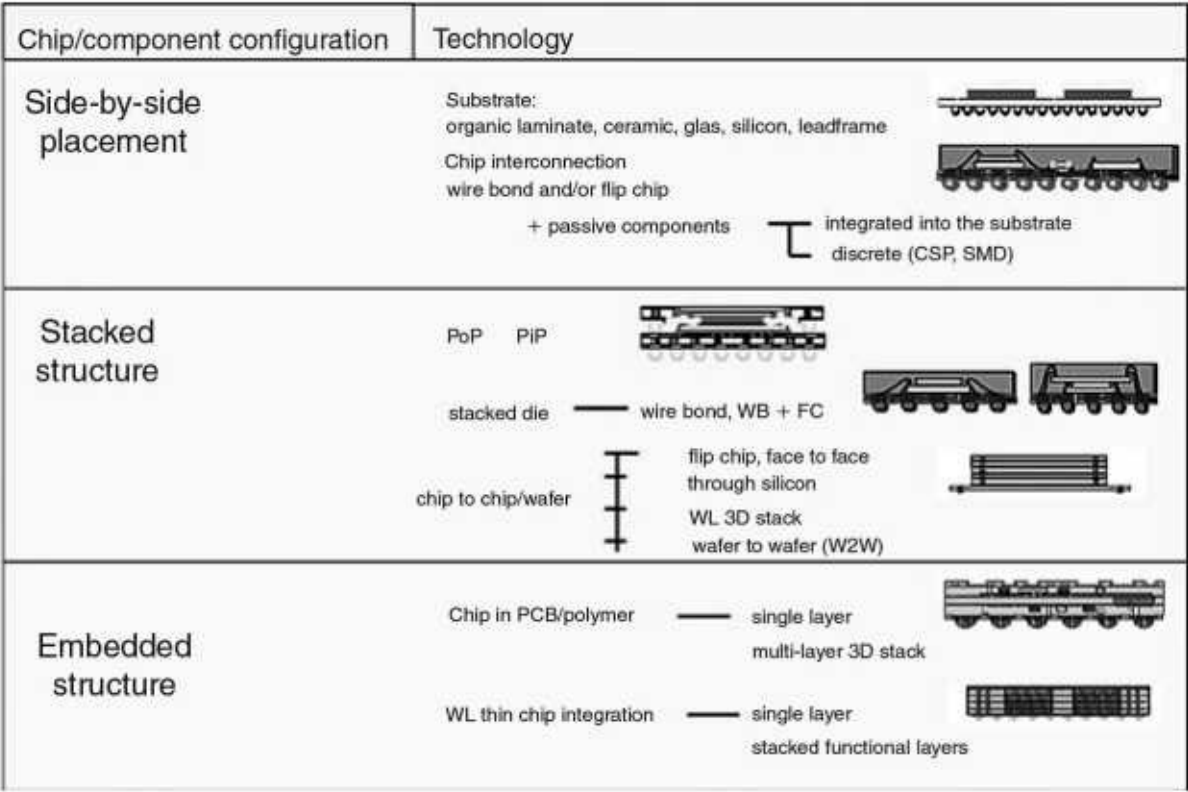 Chip/component configuration
Technology
Side-by-side
placement
Substrate:
organic laminate, ceramic, glas, silicon, leadframe
Chip interconnection
wire bond and/or flip chip
+ passive components
integrated into the substrate
discrete (CSP, SMD)
Stacked
structure
PoP PiP
stacked die
wire bond, WB + FC
chip to chip/wafer
flip chip, face to face
through silicon
WL 3D stack
wafer to wafer (W2W)
Embedded
structure
Chip in PCB/polymer
single layer
multi-layer 3D stack
WL thin chip integration
single layer
stacked functional layers